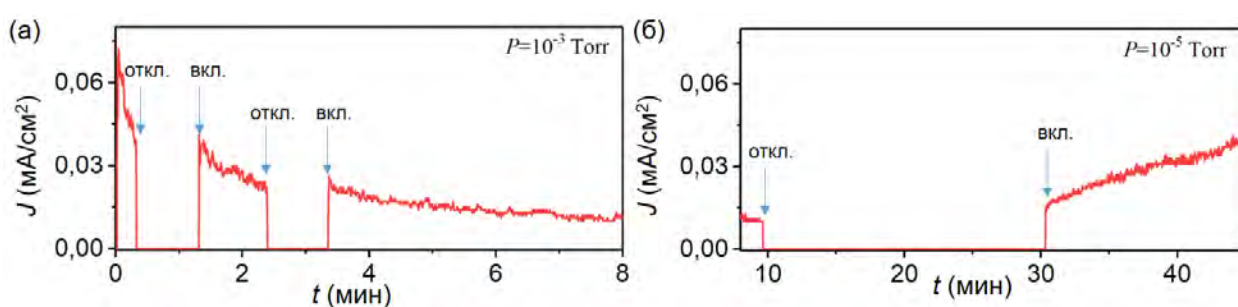 (а)
P=10⁻³ Torr
J (мА/см²)
0,06
0,03
0,00
откл.
вкл.
откл.
вкл.
0
2
4
6
8
t (мин)
(б)
P=10⁻⁵ Torr
J (мА/см²)
0,06
0,03
0,00
откл.
вкл.
10
20
30
40
t (мин)